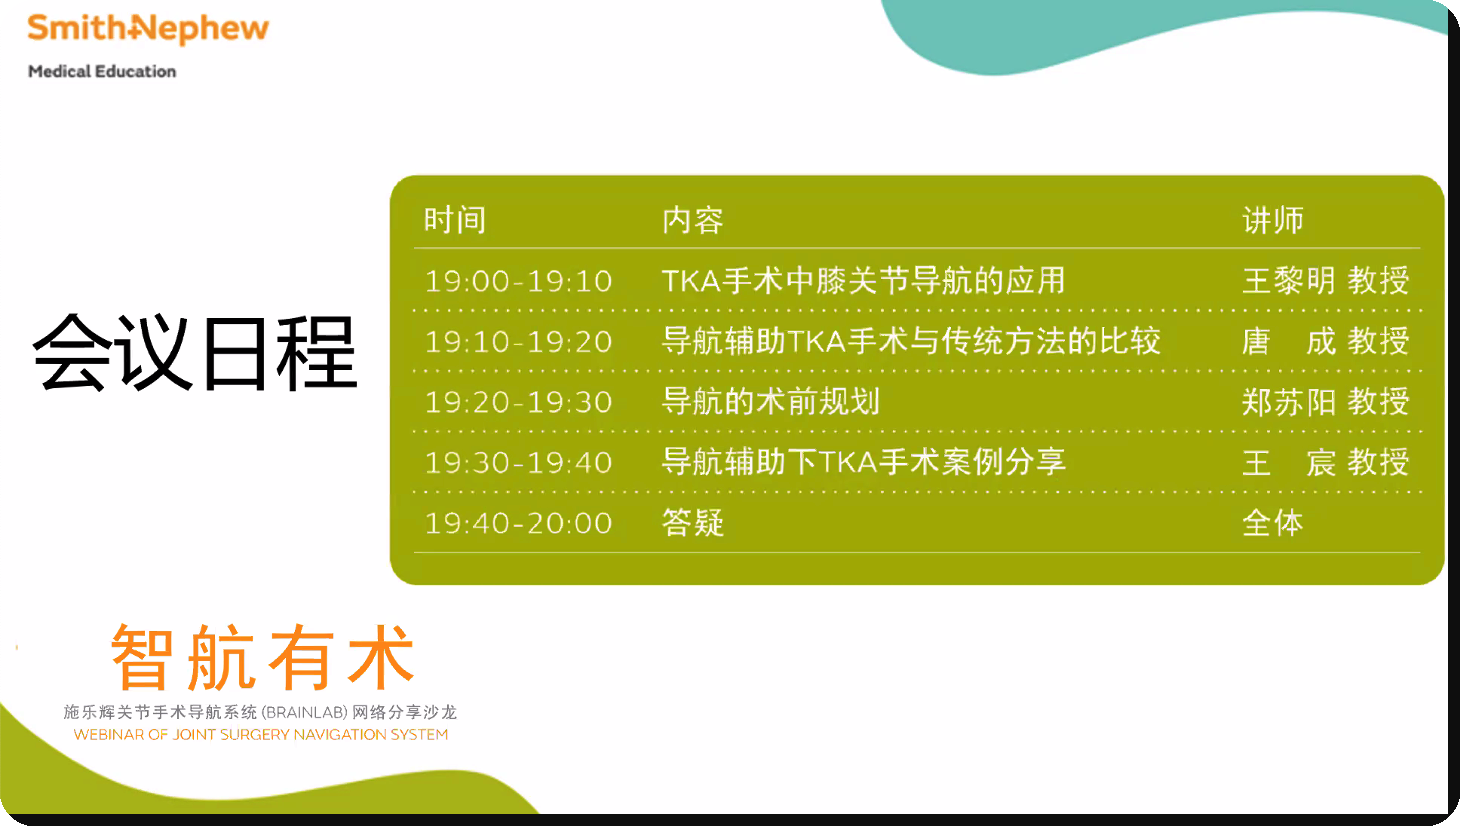 Smith+Nephew
Medical Education
会议日程
时间 内容 讲师
19:00-19:10 TKA手术中膝关节导航的应用 王黎明 教授
19:10-19:20 导航辅助TKA手术与传统方法的比较 唐 成 教授
19:20-19:30 导航的术前规划 郑苏阳 教授
19:30-19:40 导航辅助下TKA手术案例分享 王 宸 教授
19:40-20:00 答疑 全体
智航有术
施乐辉关节手术导航系统(BRAINLAB)网络分享沙龙
WEBINAR OF JOINT SURGERY NAVIGATION SYSTEM